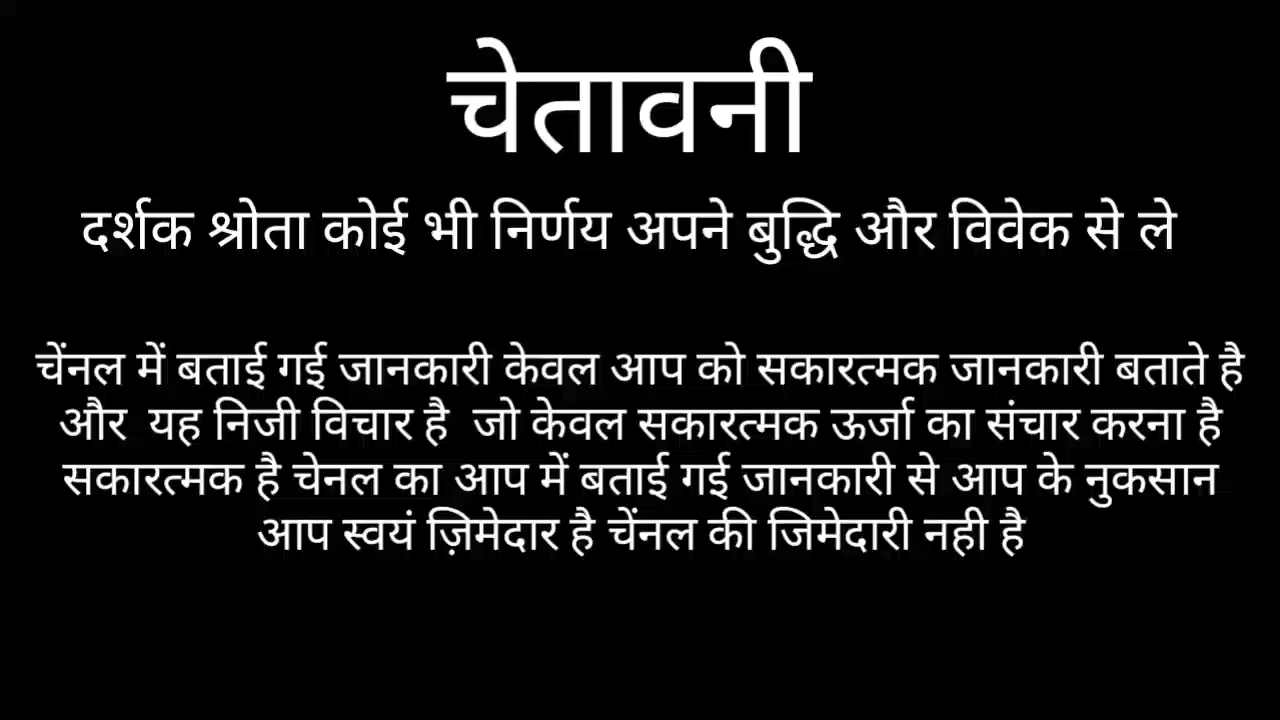 चेतावनी
दर्शक श्रोता कोई भी निर्णय अपने बुद्धि और विवेक से ले
चेंनल में बताई गई जानकारी केवल आप को सकारत्मक जानकारी बताते है
और यह निजी विचार है जो केवल सकारत्मक ऊर्जा का संचार करना है
सकारत्मक है चेनल का आप में बताई गई जानकारी से आप के नुकसान
आप स्वयं ज़िमेदार है चेंनल की जिमेदारी नही है